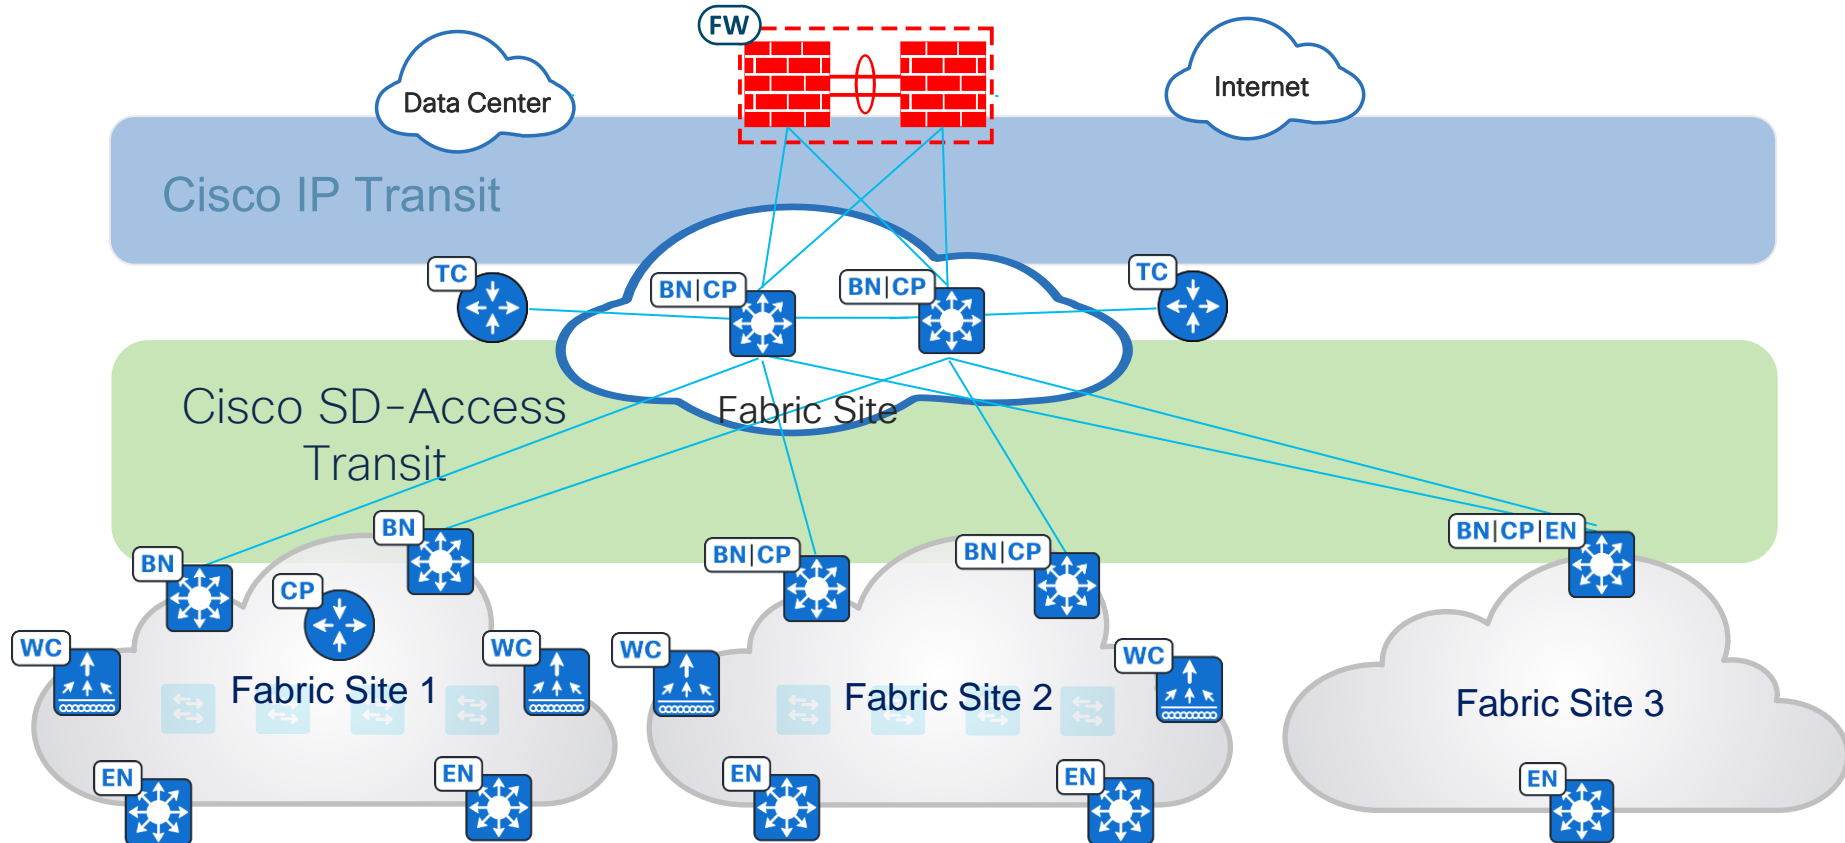 FW
Data Center
Internet
Cisco IP Transit
TC
BN|CP
BN|CP
TC
Cisco SD-Access
Transit
Fabric Site
BN
BN
CP
BN|CP
BN|CP
BN|CP|EN
WC
WC
WC
WC
Fabric Site 1
Fabric Site 2
Fabric Site 3
EN
EN
EN
EN
EN